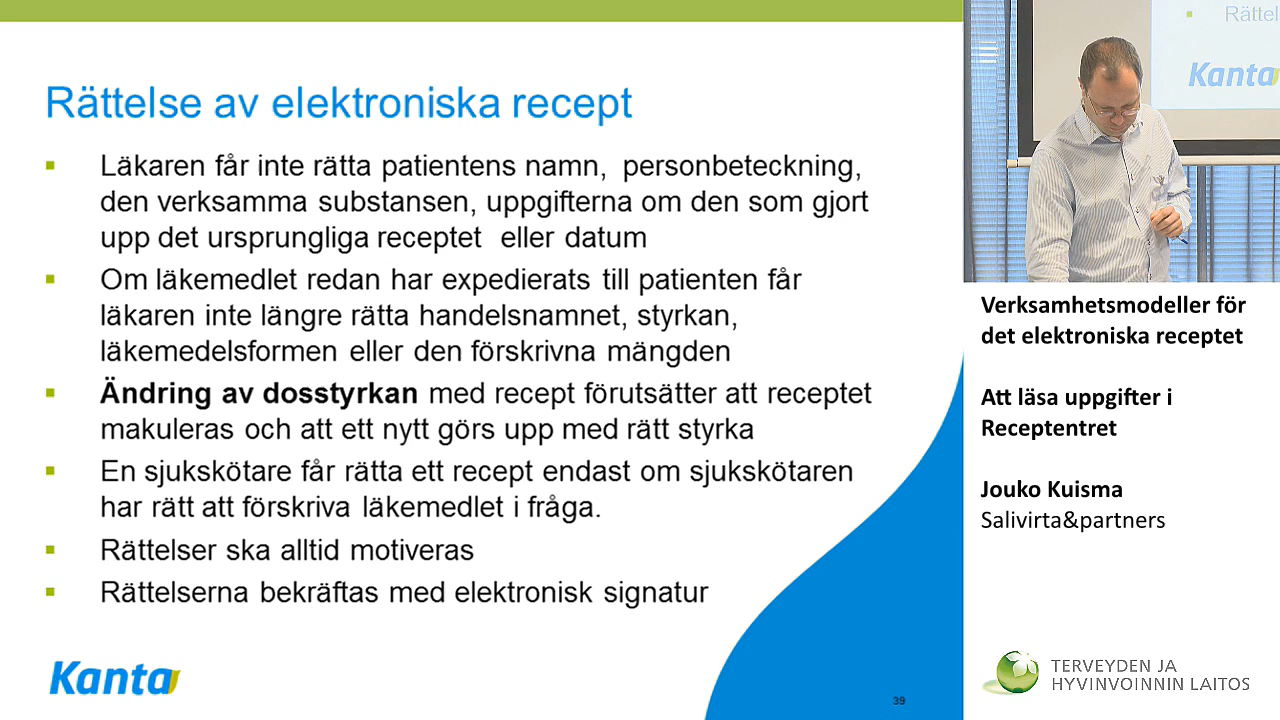 Rättelse av elektroniska recept
▪ Läkaren får inte rätta patientens namn, personbeteckning,
den verksamma substansen, uppgifterna om den som gjort
upp det ursprungliga receptet eller datum
▪ Om läkemedlet redan har expedierats till patienten får
läkaren inte längre rätta handelsnamnet, styrkan,
läkemedelsformen eller den förskrivna mängden
▪ Ändring av dosstyrkan med recept förutsätter att receptet
makuleras och att ett nytt görs upp med rätt styrka
▪ En sjukskötare får rätta ett recept endast om sjukskötaren
har rätt att förskriva läkemedlet i fråga.
▪ Rättelser ska alltid motiveras
▪ Rättelserna bekräftas med elektronisk signatur
Kanta
39
▪ Rättel
Kanta
Verksamhetsmodeller för
det elektroniska receptet
Att läsa uppgifter i
Receptentret
Jouko Kuisma
Salivirta&partners
TERVEYDEN JA
HYVINVOINNIN LAITOS